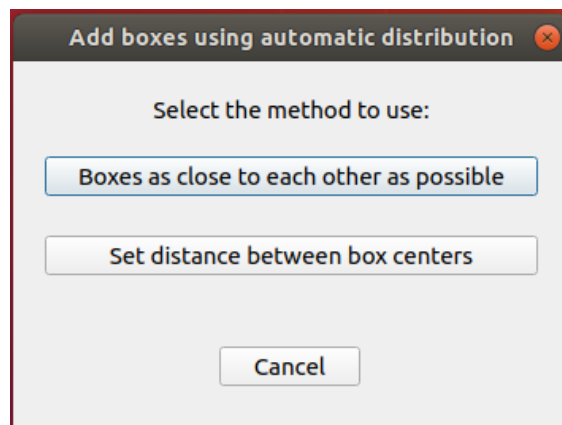 Add boxes using automatic distribution
Select the method to use:
Boxes as close to each other as possible
Set distance between box centers
Cancel